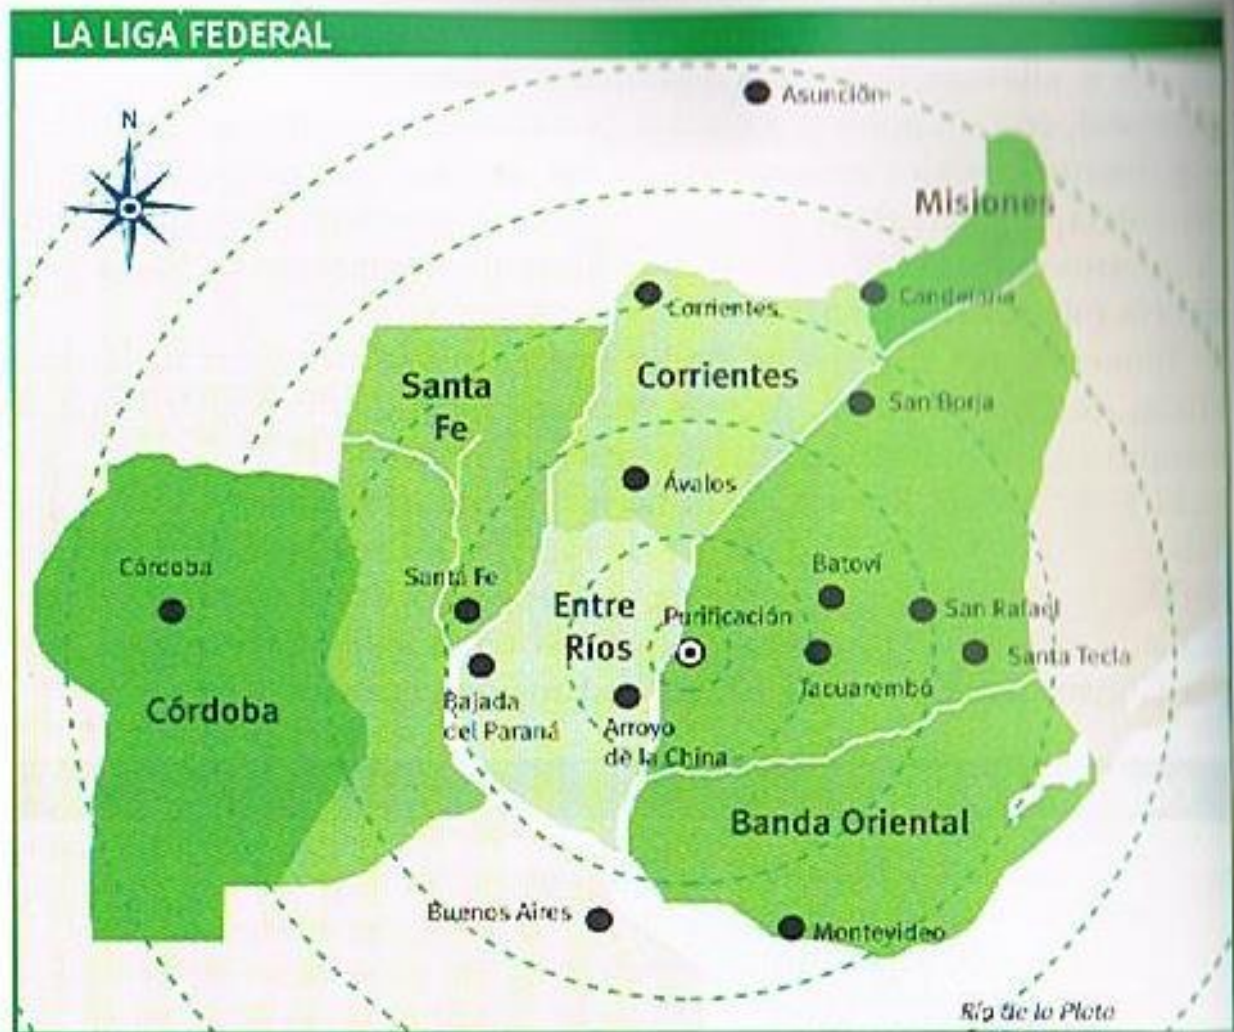 LA LIGA FEDERAL
N
Asunción
Misiones
Corrientes
Candelaria
Corrientes
Santa
Fe
San Borja
Ávalos
Córdoba
Santa Fe
Entre
Ríos
Purificación
Batoví
San Rafael
Santa Tecla
Tacuarembó
Bajada
del Paraná
Arroyo
de la China
Córdoba
Banda Oriental
Buenos Aires
Montevideo
Río de la Plata